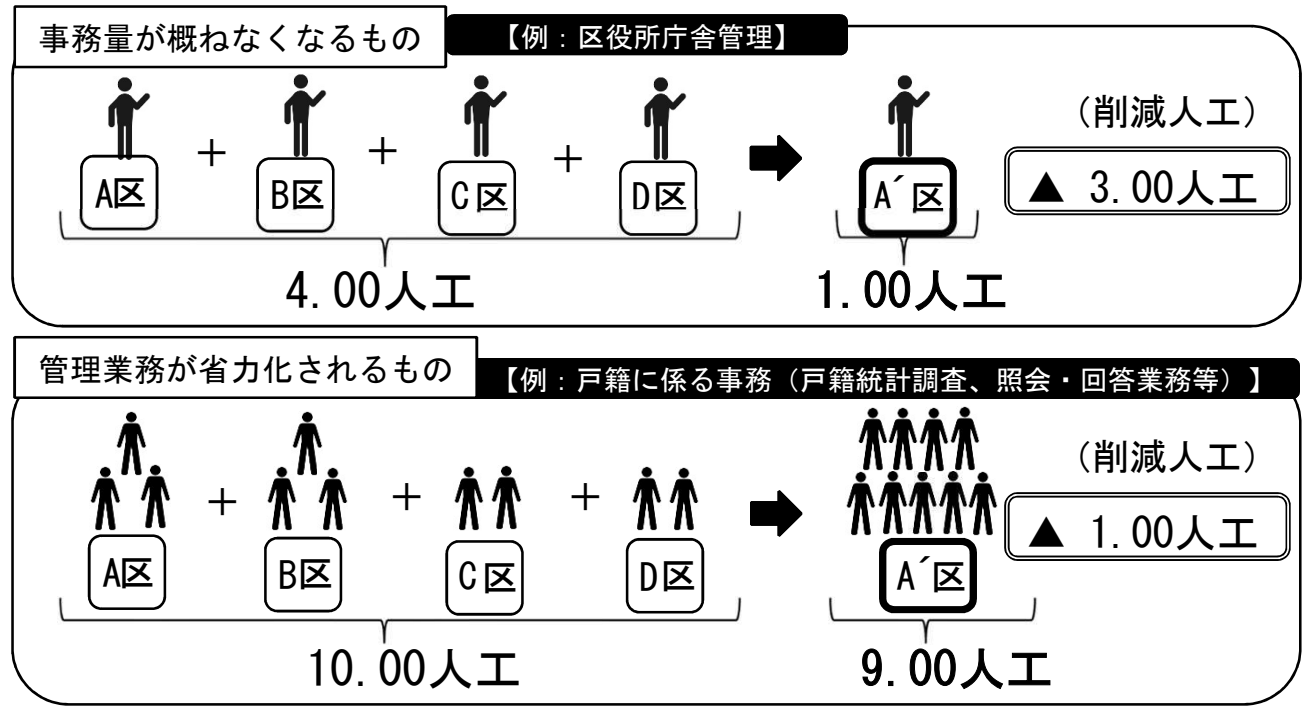 事務量が概ねなくなるもの
【例：区役所庁舎管理】
(削減人工)
A区 + B区 + C区 + D区 A´区
▲ 3.00人工
4.00人工 1.00人工
管理業務が省力化されるもの
【例：戸籍に係る事務（戸籍統計調査、照会・回答業務等）】
(削減人工)
▲ 1.00人工
A区 + B区 + C区 + D区 A´区
10.00人工 9.00人工